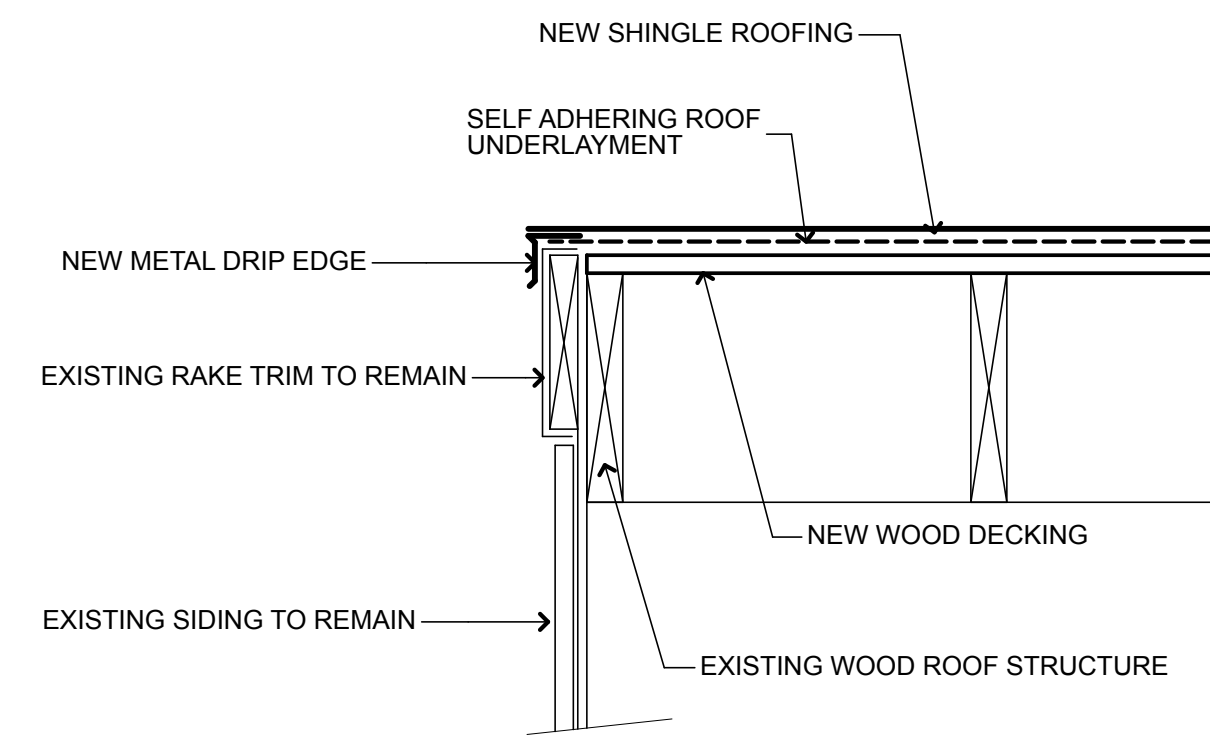 NEW SHINGLE ROOFING
SELF ADHERING ROOF
UNDERLAYMENT
NEW METAL DRIP EDGE
EXISTING RAKE TRIM TO REMAIN
NEW WOOD DECKING
EXISTING SIDING TO REMAIN
EXISTING WOOD ROOF STRUCTURE